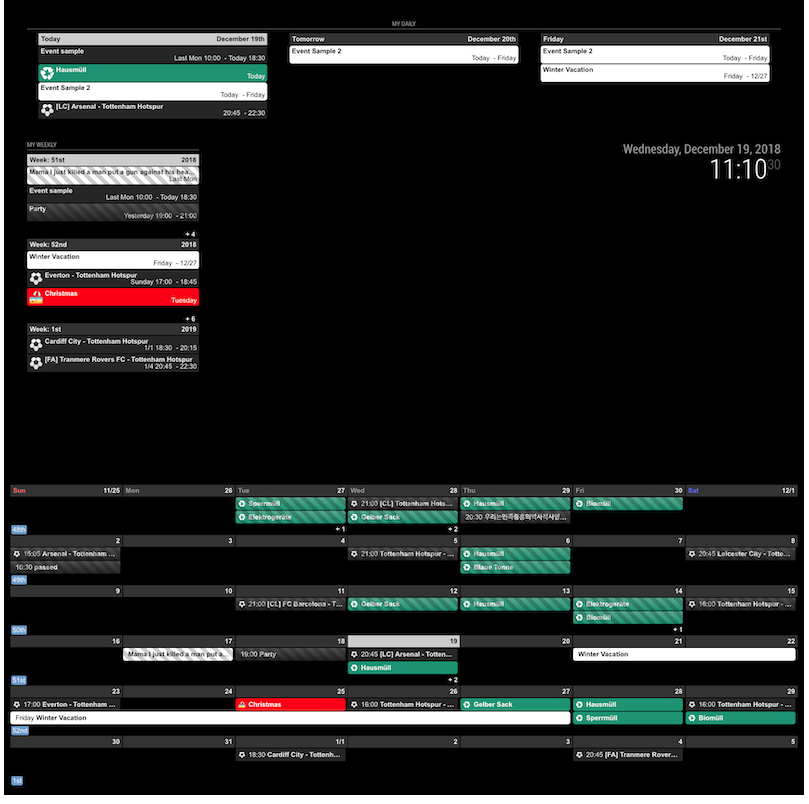 MY DAILY
Today December 19th
Event sample
Last Mon 10:00 - Today 18:30
Hausmüll
Today
Event Sample 2
Today - Friday
[LC] Arsenal - Tottenham Hotspur
20:45 - 22:30
Tomorrow December 20th
Event Sample 2
Today - Friday
Friday December 21st
Event Sample 2
Today - Friday
Winter Vacation
Friday - 12/27
MY WEEKLY
Week: 51st 2018
Mama I just killed a man put a gun against his hea...
Last Mon
Event sample
Last Mon 10:00 - Today 18:30
Party
Yesterday 19:00 - 21:00
+ 4
Week: 52nd 2018
Winter Vacation
Friday - 12/27
Everton - Tottenham Hotspur
Sunday 17:00 - 18:45
Christmas
Tuesday
+ 6
Week: 1st 2019
Cardiff City - Tottenham Hotspur
1/1 18:30 - 20:15
[FA] Tranmere Rovers FC - Tottenham Hotspur
1/4 20:45 - 22:30
Wednesday, December 19, 2018
11:10 30
Sun 11/25 Mon 26 Tue 27 Wed 28 Thu 29 Fri 30 Sat 12/1
Sperrmüll 21:00 [CL] Tottenham Hots... Hausmüll Biomüll
Elektrogeräte Gelber Sack 20:30
+ 1 + 2
48th
2 3 4 5 6 7 8
15:05 Arsenal - Tottenham ... 21:00 Tottenham Hotspur - ... Hausmüll 20:45 Leicester City - Totte...
10:30 passed Blaue Tonne
49th
9 10 11 12 13 14 15
21:00 [CL] FC Barcelona - T... Gelber Sack Hausmüll Elektrogeräte 16:00 Tottenham Hotspur - ...
Biomüll
+ 1
50th
16 17 18 19 20 21 22
Mama I just killed a man put a... 19:00 Party 20:45 [LC] Arsenal - Totten... Winter Vacation
Hausmüll
+ 2
51st
23 24 25 26 27 28 29
17:00 Everton - Tottenham ... Christmas 16:00 Tottenham Hotspur - ... Gelber Sack Hausmüll 16:00 Tottenham Hotspur - ...
Friday Winter Vacation Sperrmüll Biomüll
52nd
30 31 1/1 2 3 4 5
18:30 Cardiff City - Tottenh... 20:45 [FA] Tranmere Rover...
1st